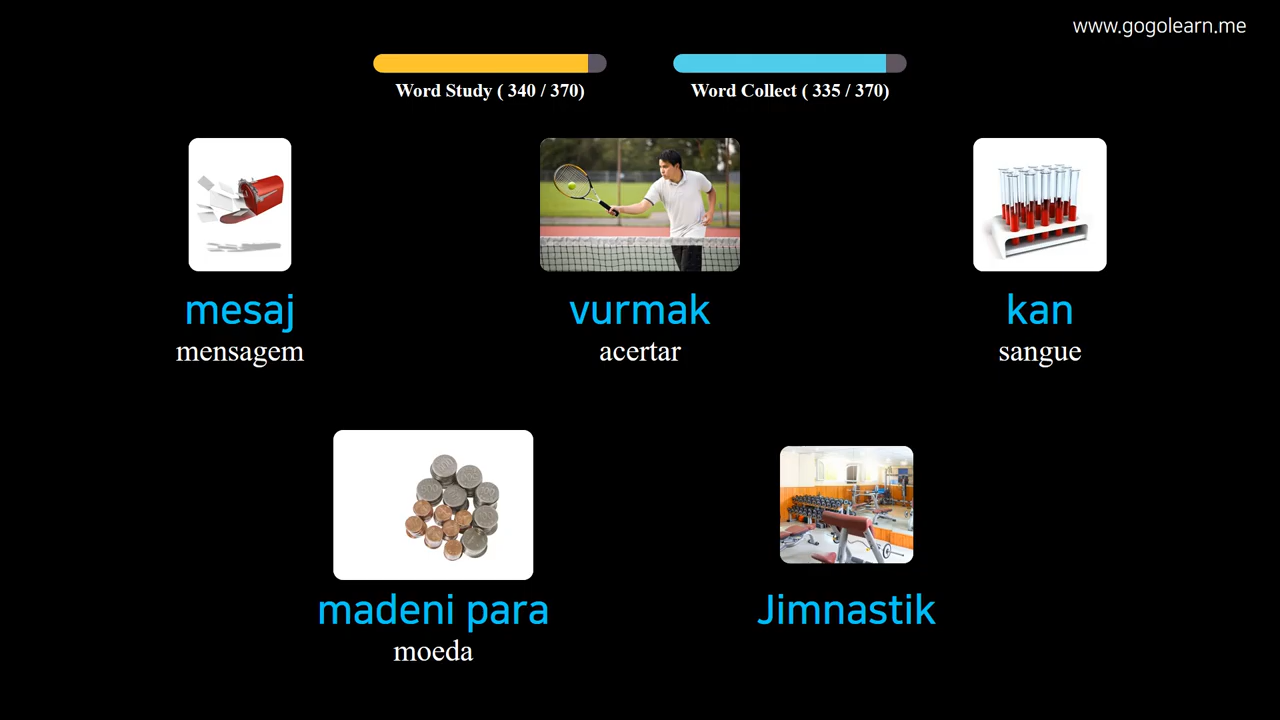 www.gogolearn.me
Word Study ( 340 / 370)
Word Collect ( 335 / 370)
mesaj
mensagem
vurmak
acertar
kan
sangue
madeni para
moeda
Jimnastik